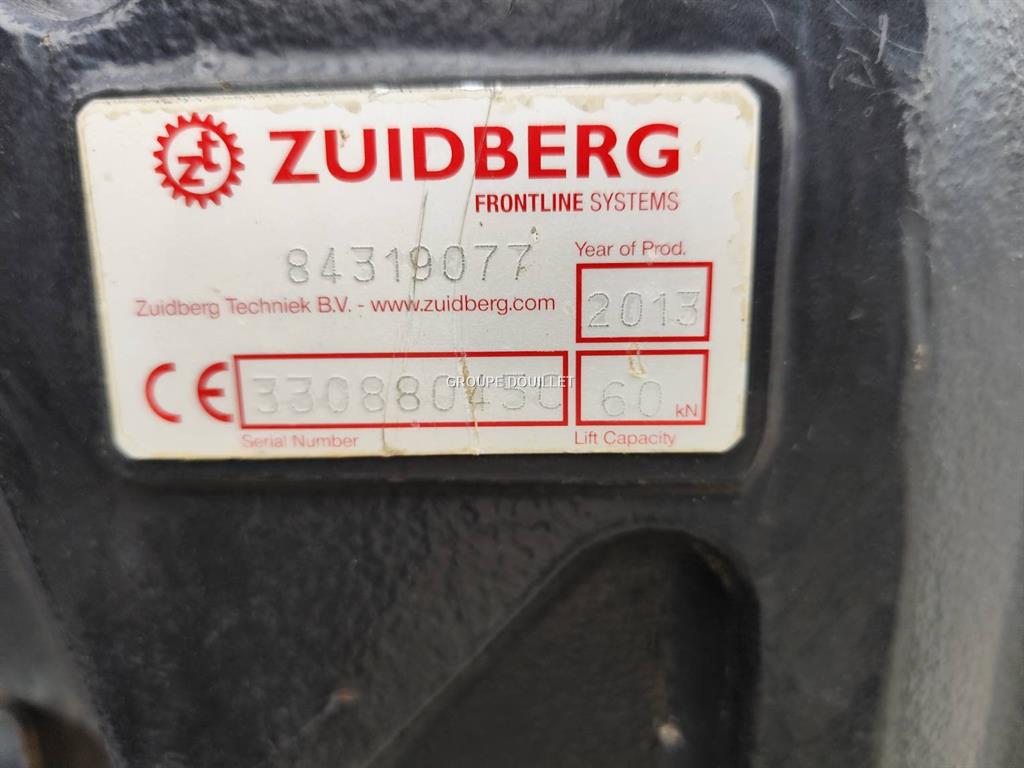 zt ZUIDBERG
FRONTLINE SYSTEMS
84319077
Year of Prod.
2013
Zuidberg Techniek B.V. - www.zuidberg.com
CE
60 kN
GROUPE DOUILLET
Serial Number
Lift Capacity